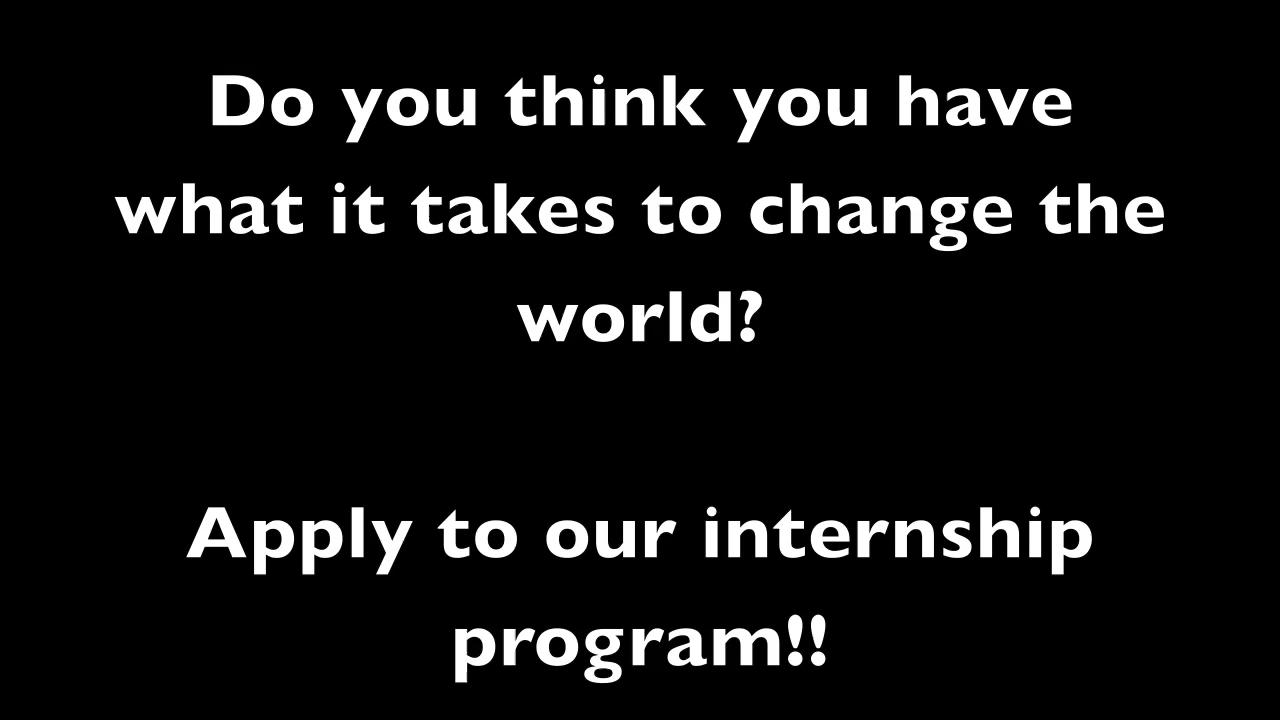 Do you think you have
what it takes to change the
world?
Apply to our internship
program!!